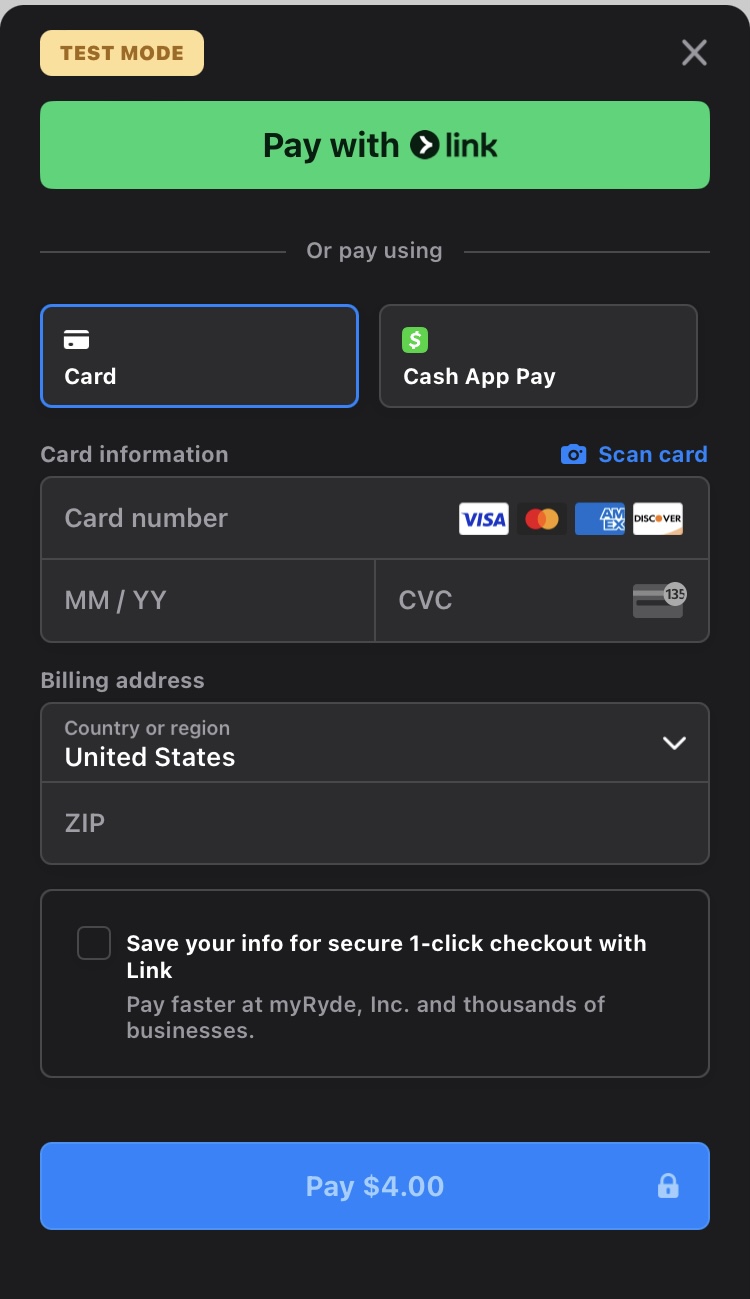 TEST MODE
Pay with link
Or pay using
Card
Cash App Pay
Card information
Scan card
Card number
VISA
AM
EX
DISCOVER
MM / YY
CVC
135
Billing address
Country or region
United States
ZIP
Save your info for secure 1-click checkout with
Link
Pay faster at myRyde, Inc. and thousands of
businesses.
Pay $4.00